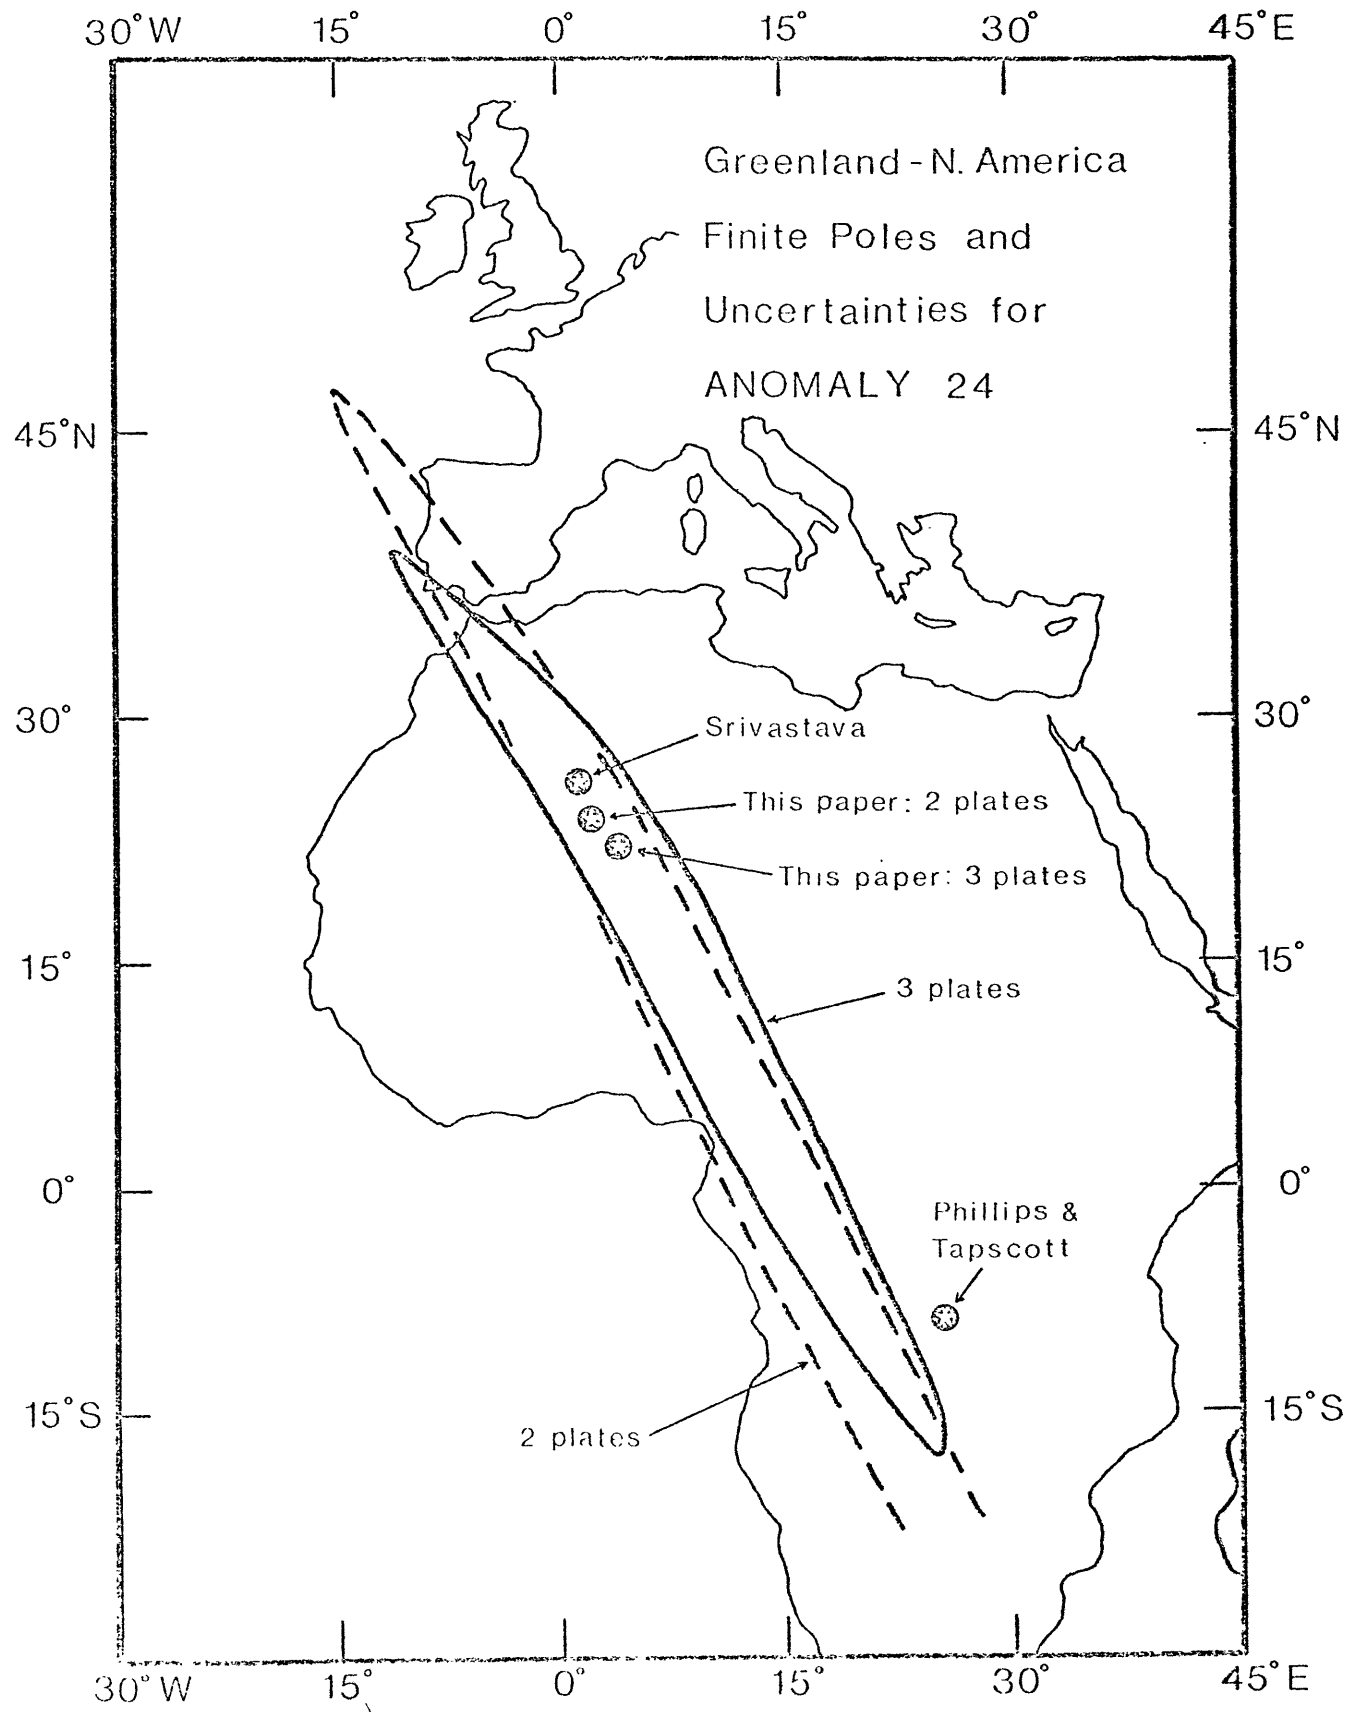 30°W 15° 0° 15° 30° 45°E
Greenland-N. America
Finite Poles and
Uncertainties for
ANOMALY 24
45°N 45°N
30° 30°
Srivastava
This paper: 2 plates
This paper: 3 plates
15° 15°
3 plates
0° 0°
Phillips &
Tapscott
15°S 15°S
2 plates
30°W 15° 0° 15° 30° 45°E